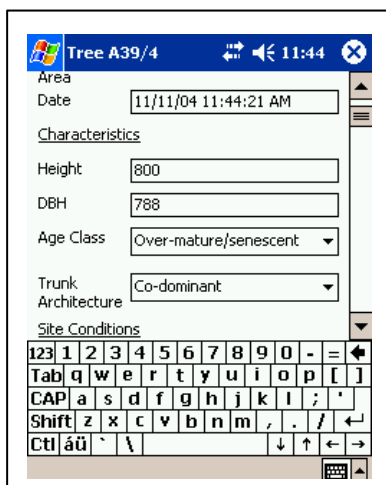 Tree A39/4 11:44
Area
Date 11/11/04 11:44:21 AM
Characteristics
Height 800
DBH 788
Age Class Over-mature/senescent
Trunk Architecture Co-dominant
Site Conditions
123 1 2 3 4 5 6 7 8 9 0 - =
Tab q w e r t y u i o p [ ]
CAP a s d f g h j k l ; '
Shift z x c v b n m , . /
Ctl áü ` \